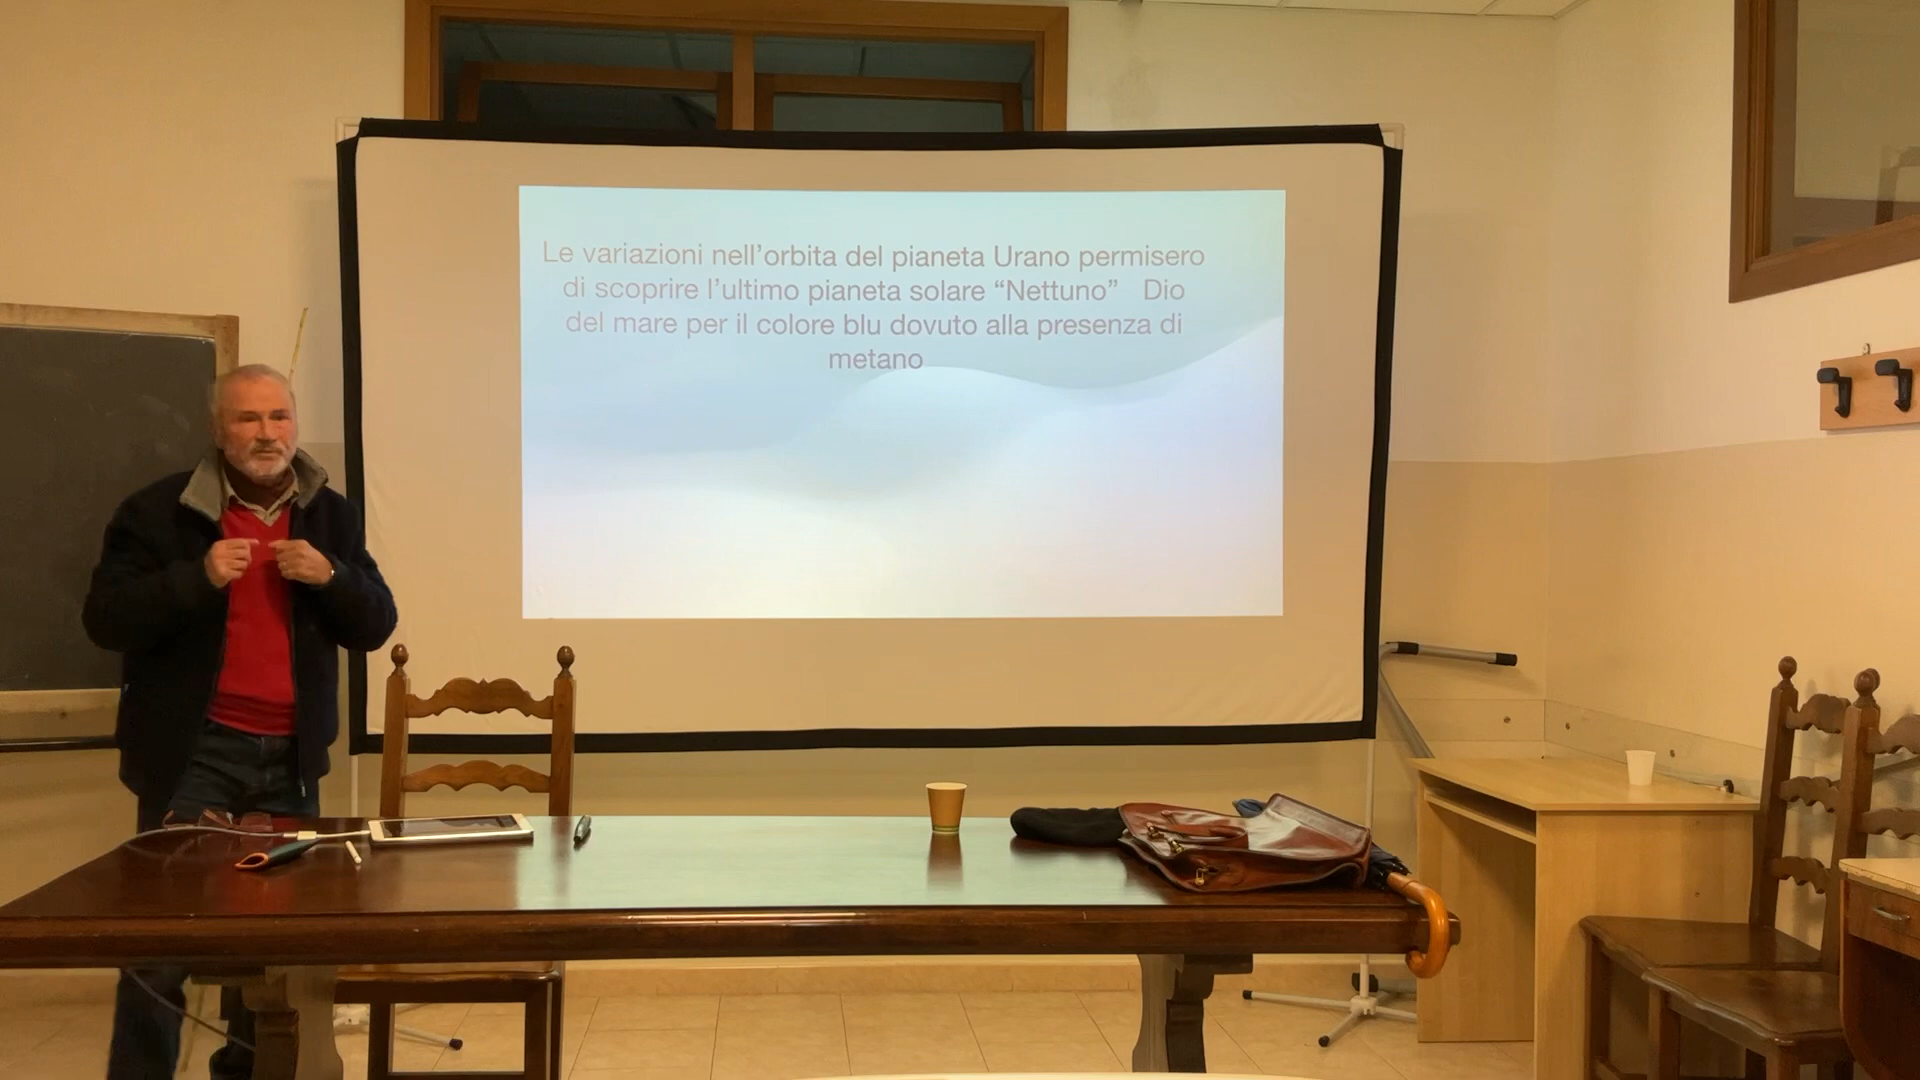 Le variazioni nell’orbita del pianeta Urano permisero
di scoprire l’ultimo pianeta solare “Nettuno” Dio
del mare per il colore blu dovuto alla presenza di
metano